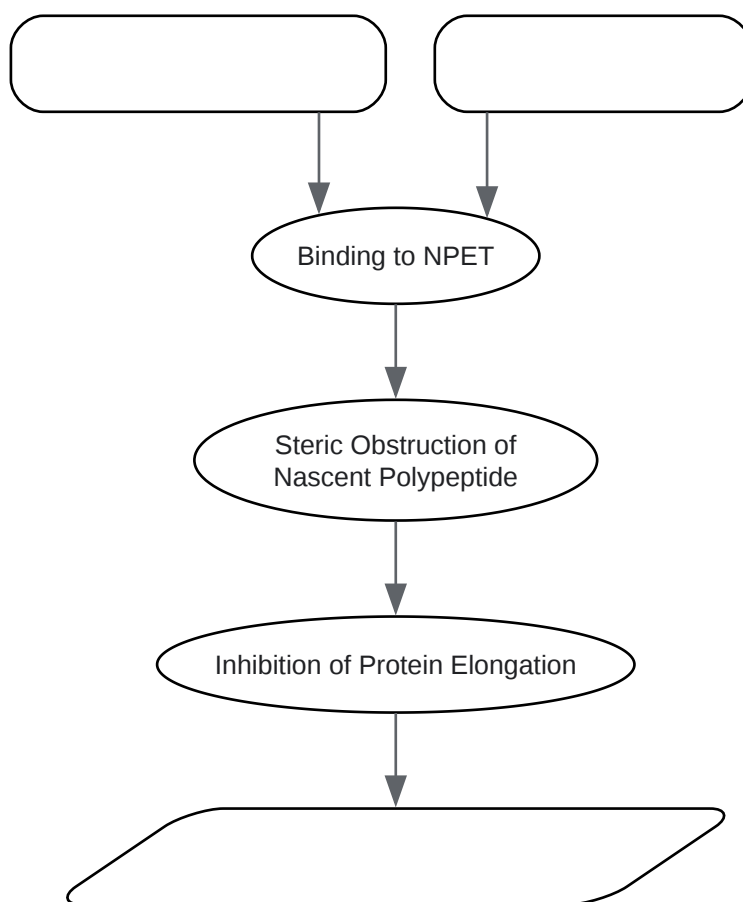 Binding to NPET
Steric Obstruction of
Nascent Polypeptide
Inhibition of Protein Elongation